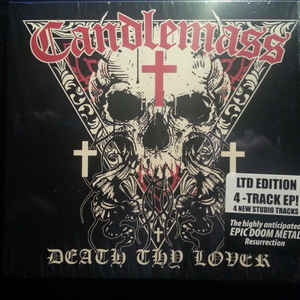 Candlemass
LTD EDITION
4-TRACK EP!
4 NEW STUDIO TRACKS
The highly anticipated
EPIC DOOM METAL
Resurrection
DEATH THY LOVER